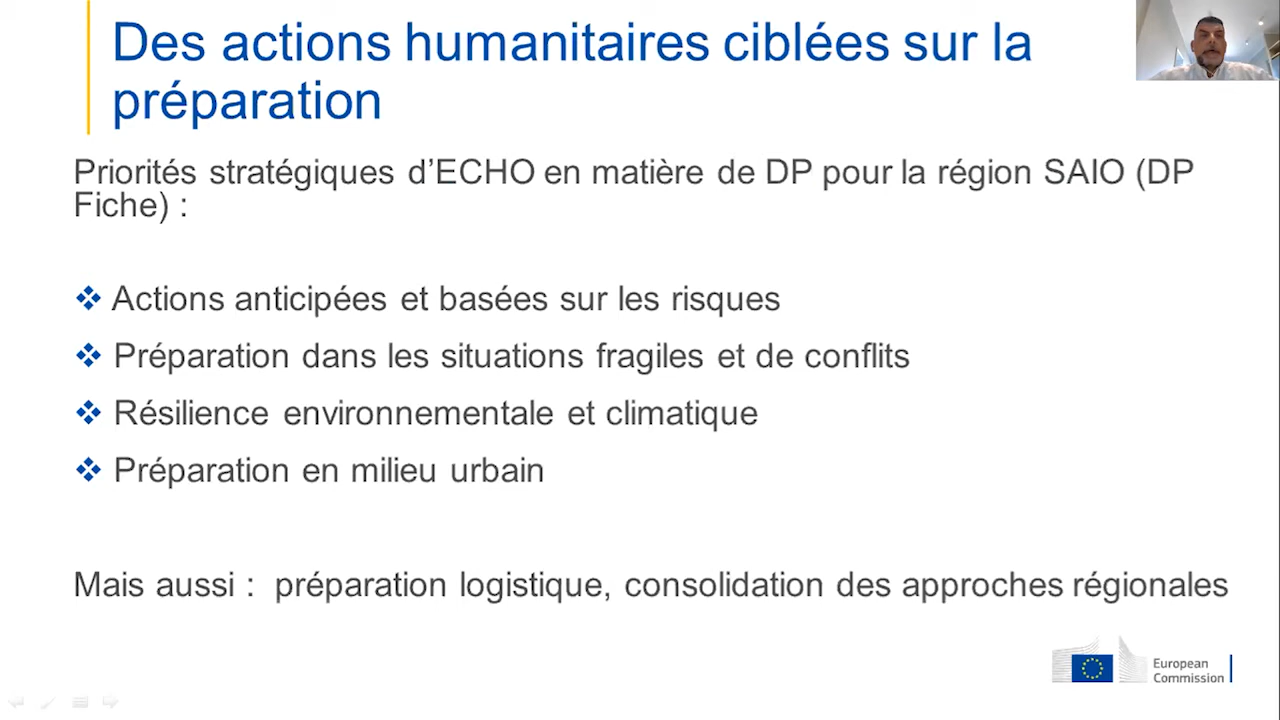 Des actions humanitaires ciblées sur la
préparation
Priorités stratégiques d’ECHO en matière de DP pour la région SAIO (DP
Fiche) :
Actions anticipées et basées sur les risques
Préparation dans les situations fragiles et de conflits
Résilience environnementale et climatique
Préparation en milieu urbain
Mais aussi : préparation logistique, consolidation des approches régionales
European
Commission